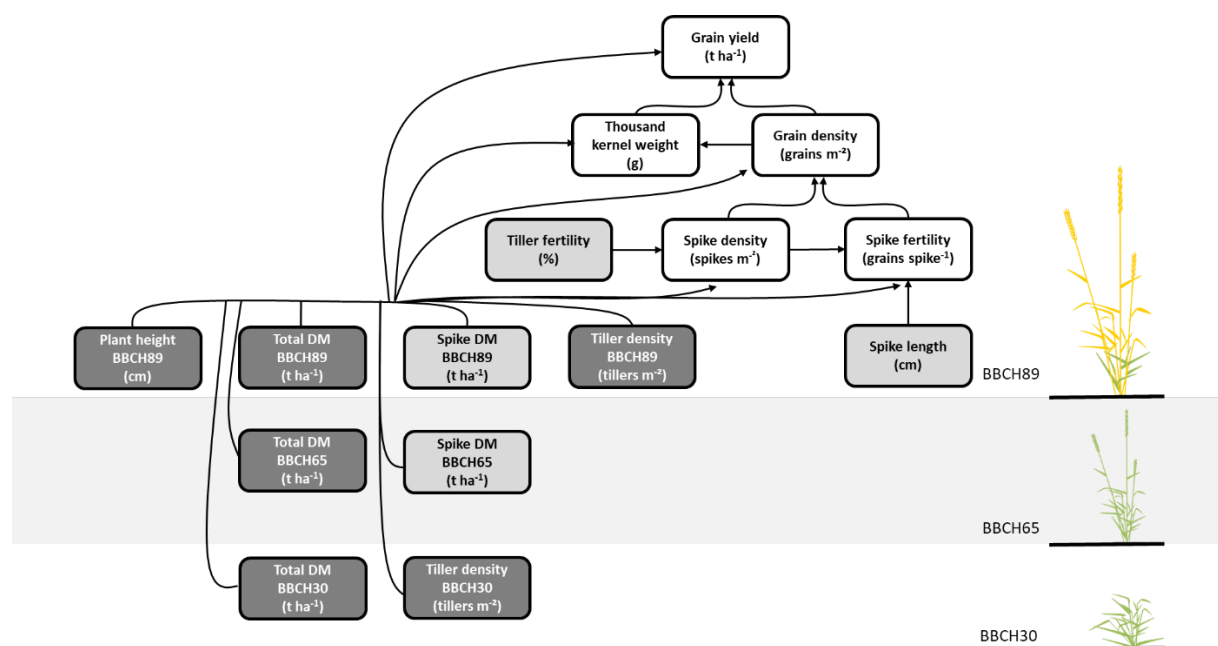 Grain yield
(t ha⁻¹)
Thousand
kernel weight
(g)
Grain density
(grains m⁻²)
Tiller fertility
(%)
Spike density
(spikes m⁻²)
Spike fertility
(grains spike⁻¹)
Plant height
BBCH89
(cm)
Total DM
BBCH89
(t ha⁻¹)
Spike DM
BBCH89
(t ha⁻¹)
Tiller density
BBCH89
(tillers m⁻²)
Spike length
(cm)
BBCH89
Total DM
BBCH65
(t ha⁻¹)
Spike DM
BBCH65
(t ha⁻¹)
BBCH65
Total DM
BBCH30
(t ha⁻¹)
Tiller density
BBCH30
(tillers m⁻²)
BBCH30